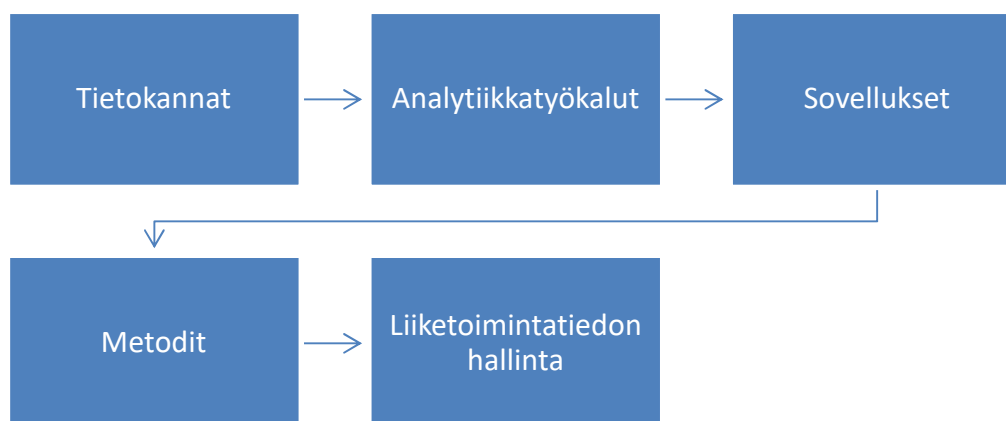 Tietokannat
Analytiikkatyökalut
Sovellukset
Metodit
Liiketoimintatiedon
hallinta